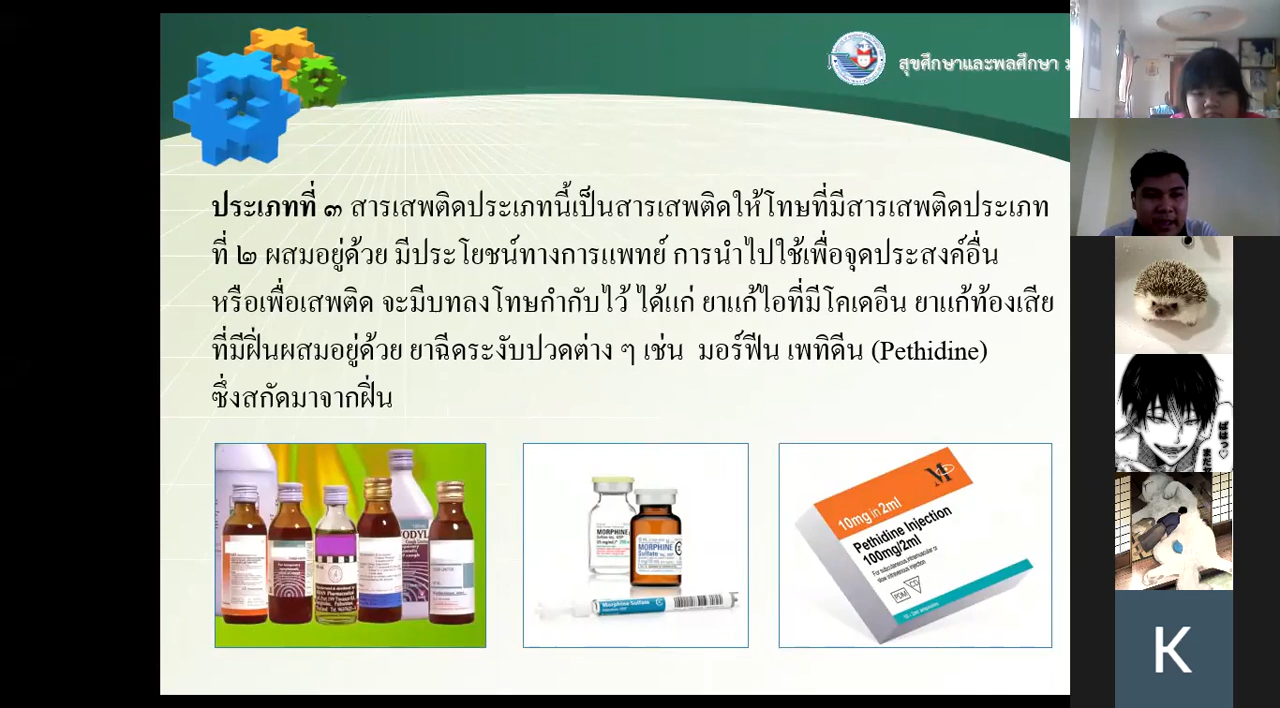 สุขศึกษาและพลศึกษา ม
ประเภทที่ ๓ สารเสพติดประเภทนี้เป็นสารเสพติดให้โทษที่มีสารเสพติดประเภท
ที่ ๒ ผสมอยู่ด้วย มีประโยชน์ทางการแพทย์ การนำไปใช้เพื่อจุดประสงค์อื่น
หรือเพื่อเสพติด จะมีบทลงโทษกำกับไว้ ได้แก่ ยาแก้ไอที่มีโคเดอีน ยาแก้ท้องเสีย
ที่มีฝิ่นผสมอยู่ด้วย ยาฉีดระงับปวดต่าง ๆ เช่น มอร์ฟีน เพทิดีน (Pethidine)
ซึ่งสกัดมาจากฝิ่น
MORPHINE
MORPHINE
Sulfate
Morphine Sulfate
M
10mg in 2ml
Pethidine Injection
100mg/2ml
POM
CD
K